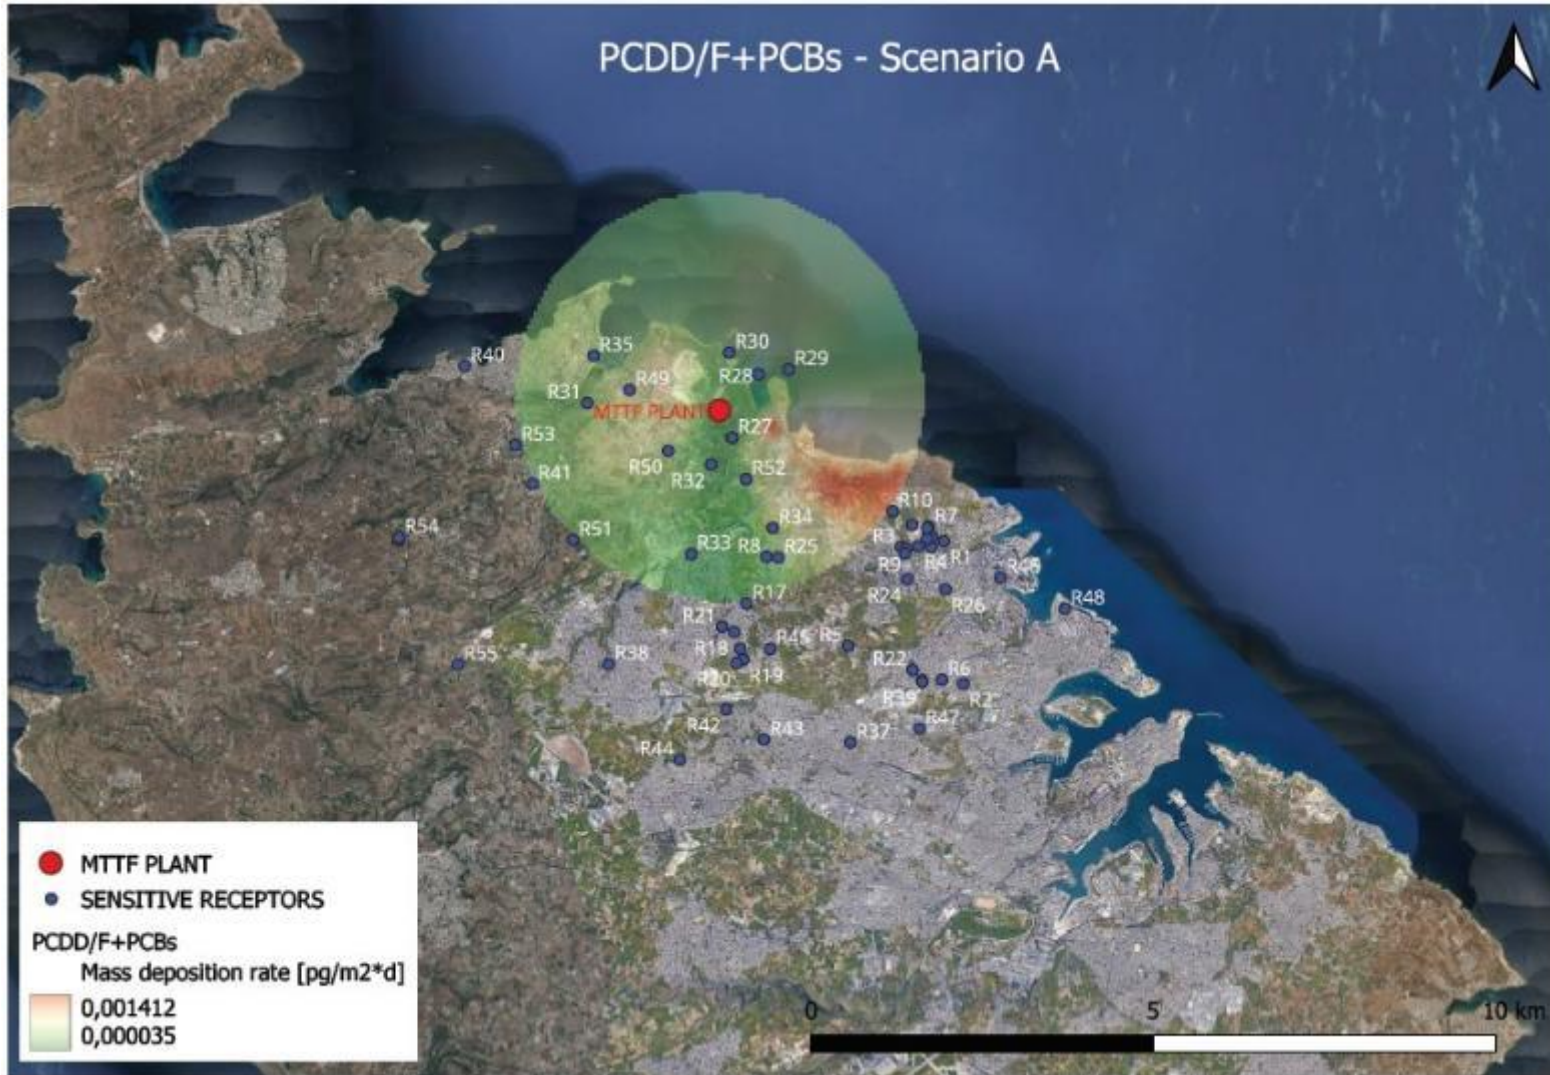 PCDD/F+PCBs - Scenario A
R30
R35
R29
R40
R28
R49
R31
MTTF PLANT
R27
R53
R50
R52
R32
R41
R10
R7
R34
R54
R51
R3
R33
R8
R25
R1
R9
R24
R26
R17
R48
R21
R5
R18
R46
R38
R22
R6
R55
R19
R20
R2
R42
R47
R43
R37
R44
MTTF PLANT
SENSITIVE RECEPTORS
PCDD/F+PCBs
Mass deposition rate [pg/m2*d]
0,001412
0,000035
0
5
10 km